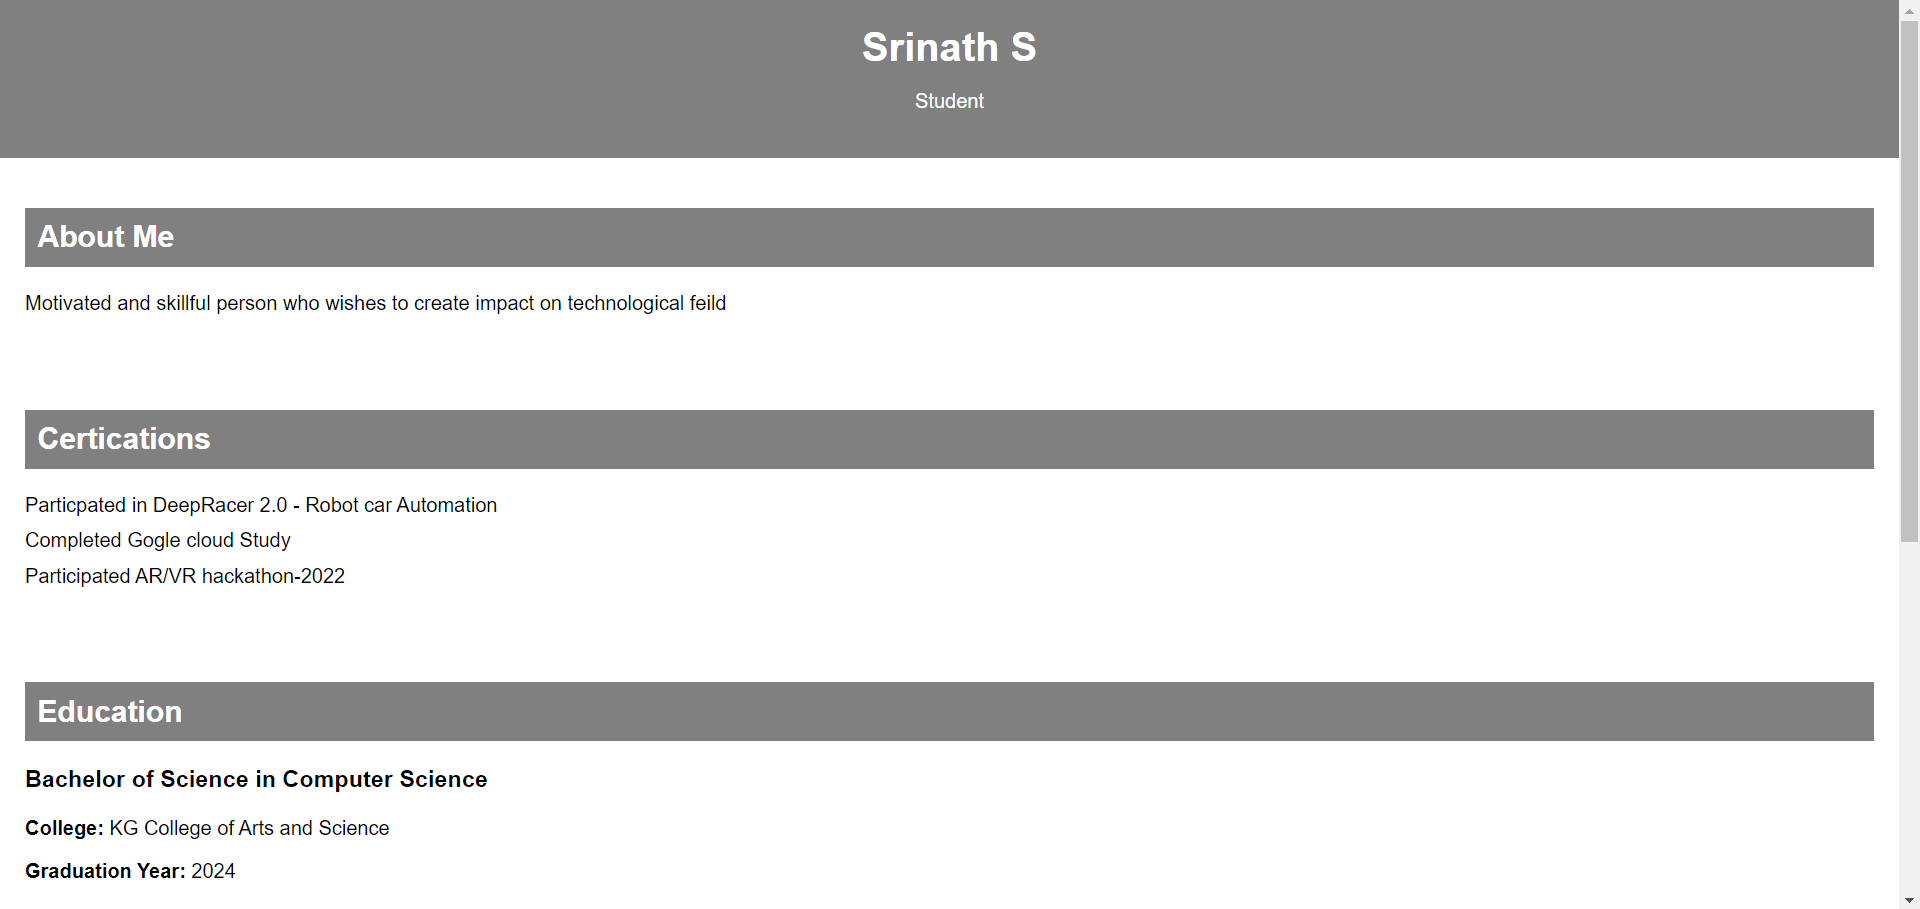 Srinath S
Student
About Me
Motivated and skillful person who wishes to create impact on technological feild
Certications
Particpated in DeepRacer 2.0 - Robot car Automation
Completed Gogle cloud Study
Participated AR/VR hackathon-2022
Education
Bachelor of Science in Computer Science
College: KG College of Arts and Science
Graduation Year: 2024